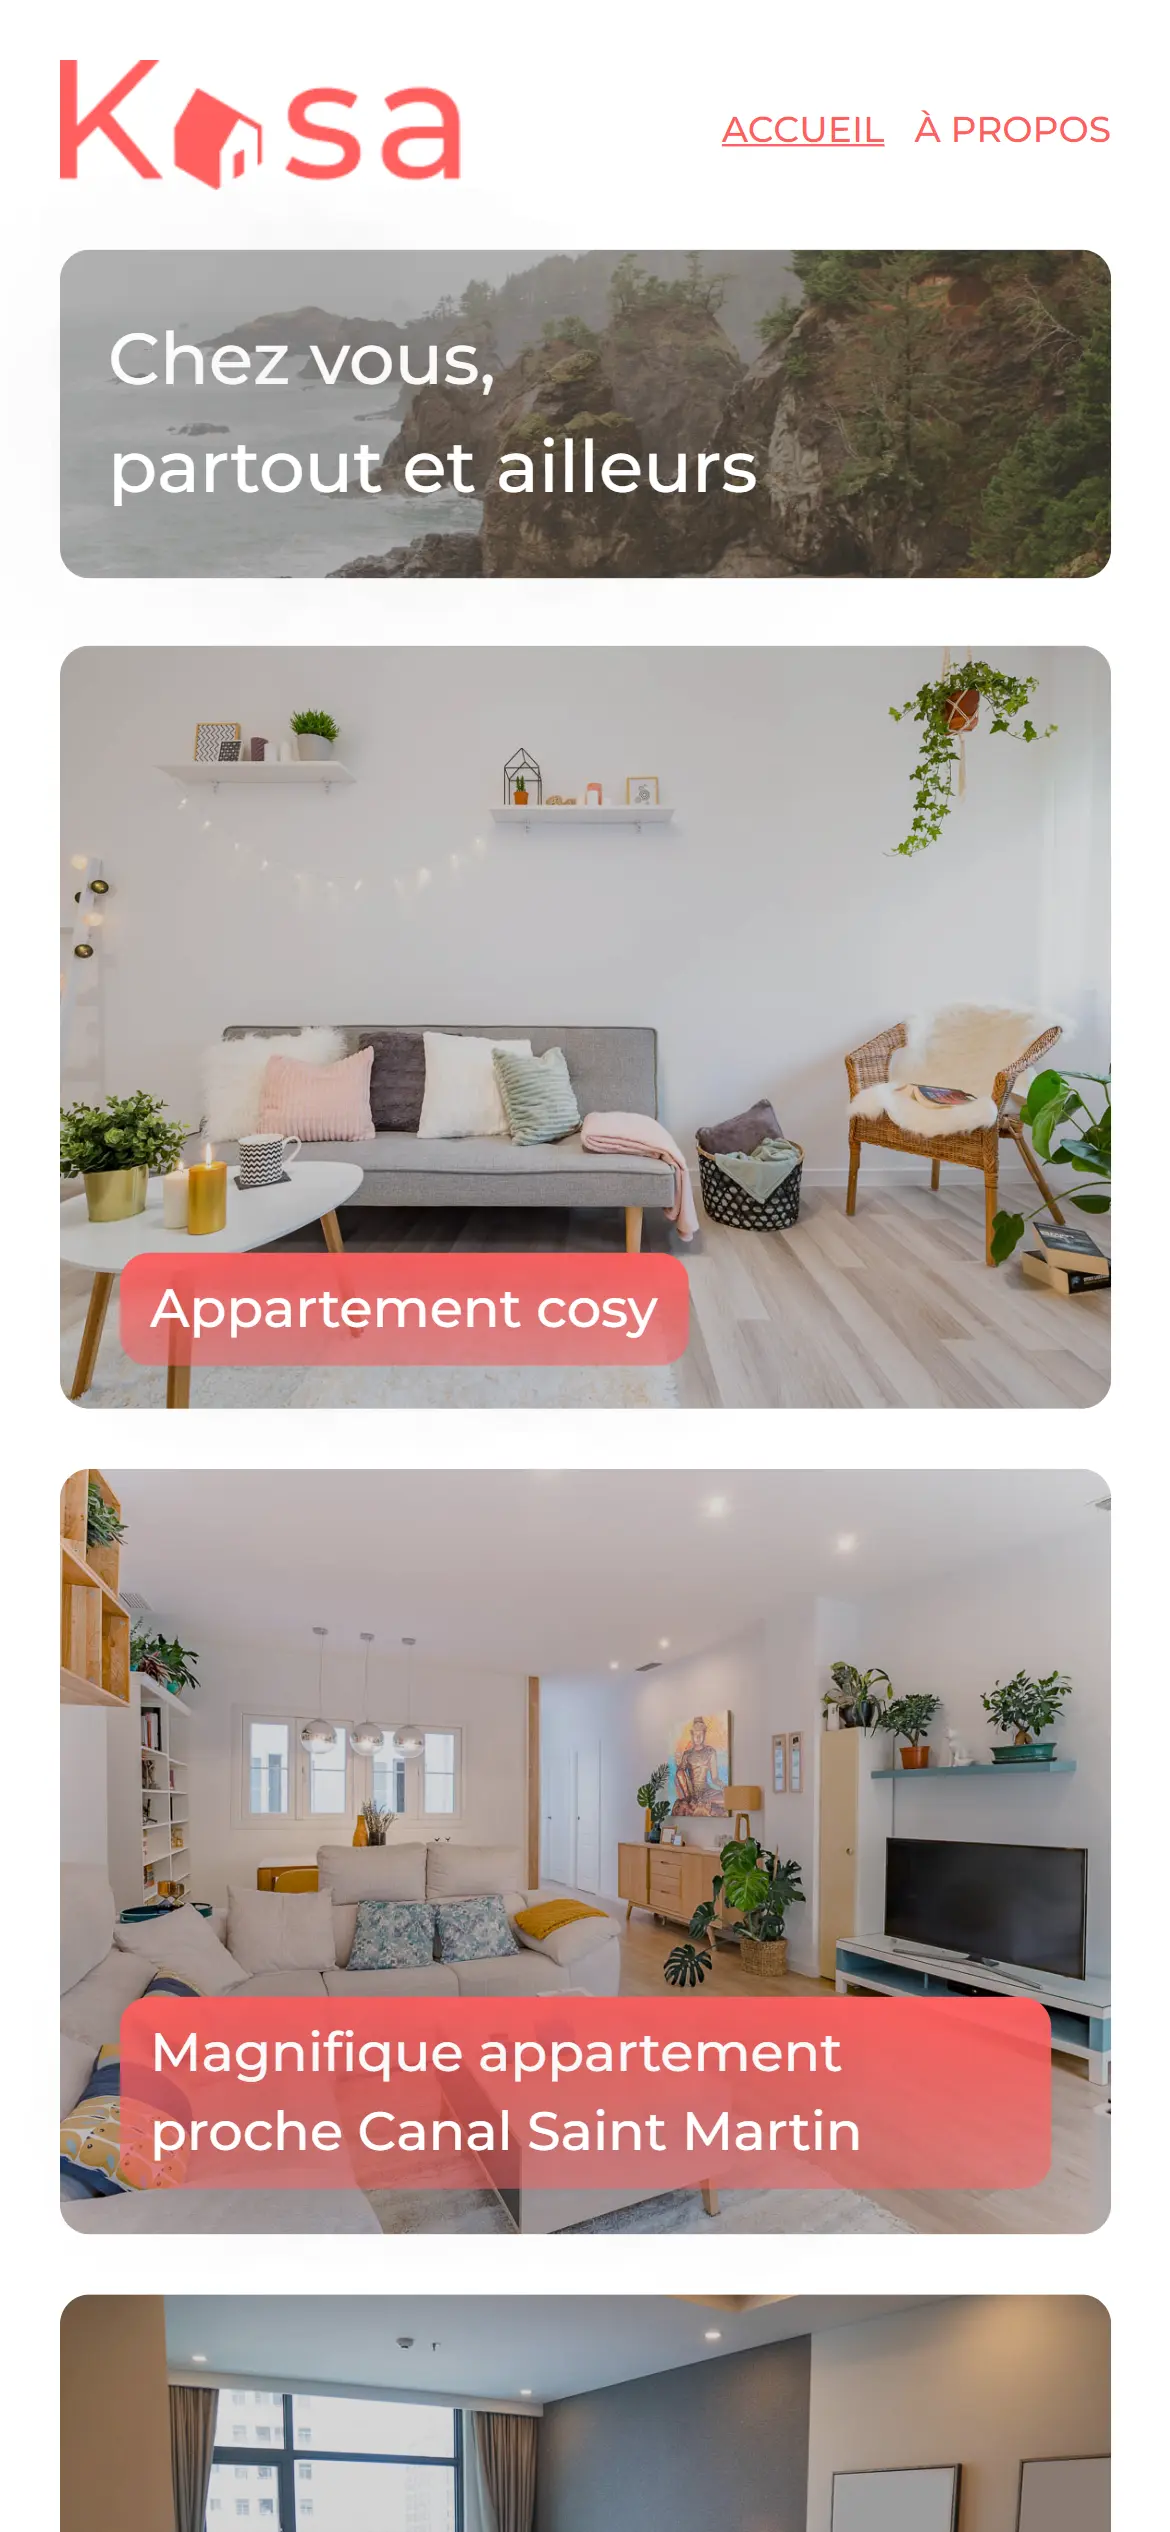 Kasa
ACCUEIL À PROPOS
Chez vous,
partout et ailleurs
Appartement cosy
Magnifique appartement
proche Canal Saint Martin